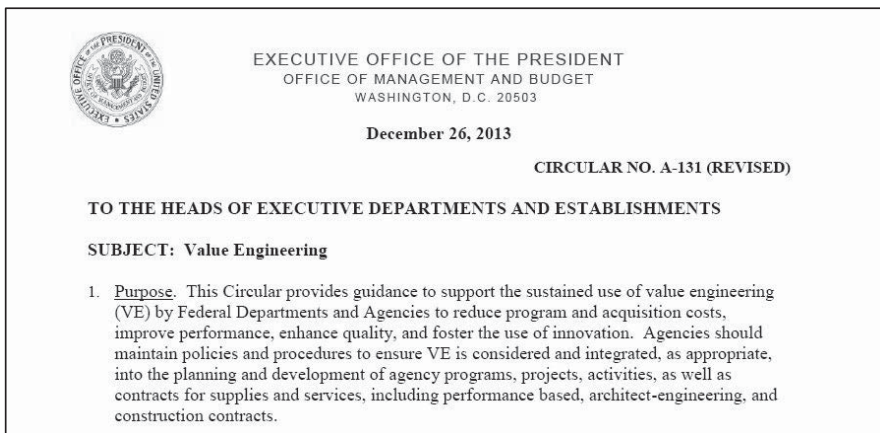 EXECUTIVE OFFICE OF THE PRESIDENT
OFFICE OF MANAGEMENT AND BUDGET
WASHINGTON, D.C. 20503
December 26, 2013
CIRCULAR NO. A-131 (REVISED)
TO THE HEADS OF EXECUTIVE DEPARTMENTS AND ESTABLISHMENTS
SUBJECT: Value Engineering
1. Purpose. This Circular provides guidance to support the sustained use of value engineering
(VE) by Federal Departments and Agencies to reduce program and acquisition costs,
improve performance, enhance quality, and foster the use of innovation. Agencies should
maintain policies and procedures to ensure VE is considered and integrated, as appropriate,
into the planning and development of agency programs, projects, activities, as well as
contracts for supplies and services, including performance based, architect-engineering, and
construction contracts.